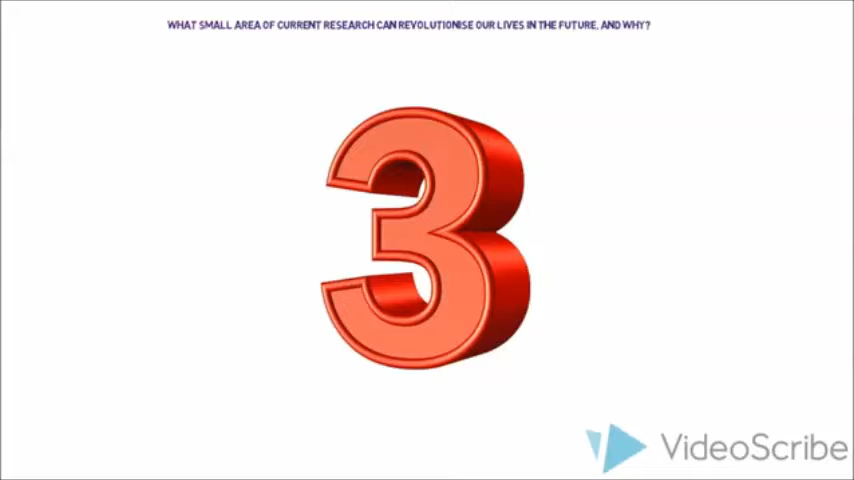 WHAT SMALL AREA OF CURRENT RESEARCH CAN REVOLUTIONISE OUR LIVES IN THE FUTURE, AND WHY?
3
VideoScribe